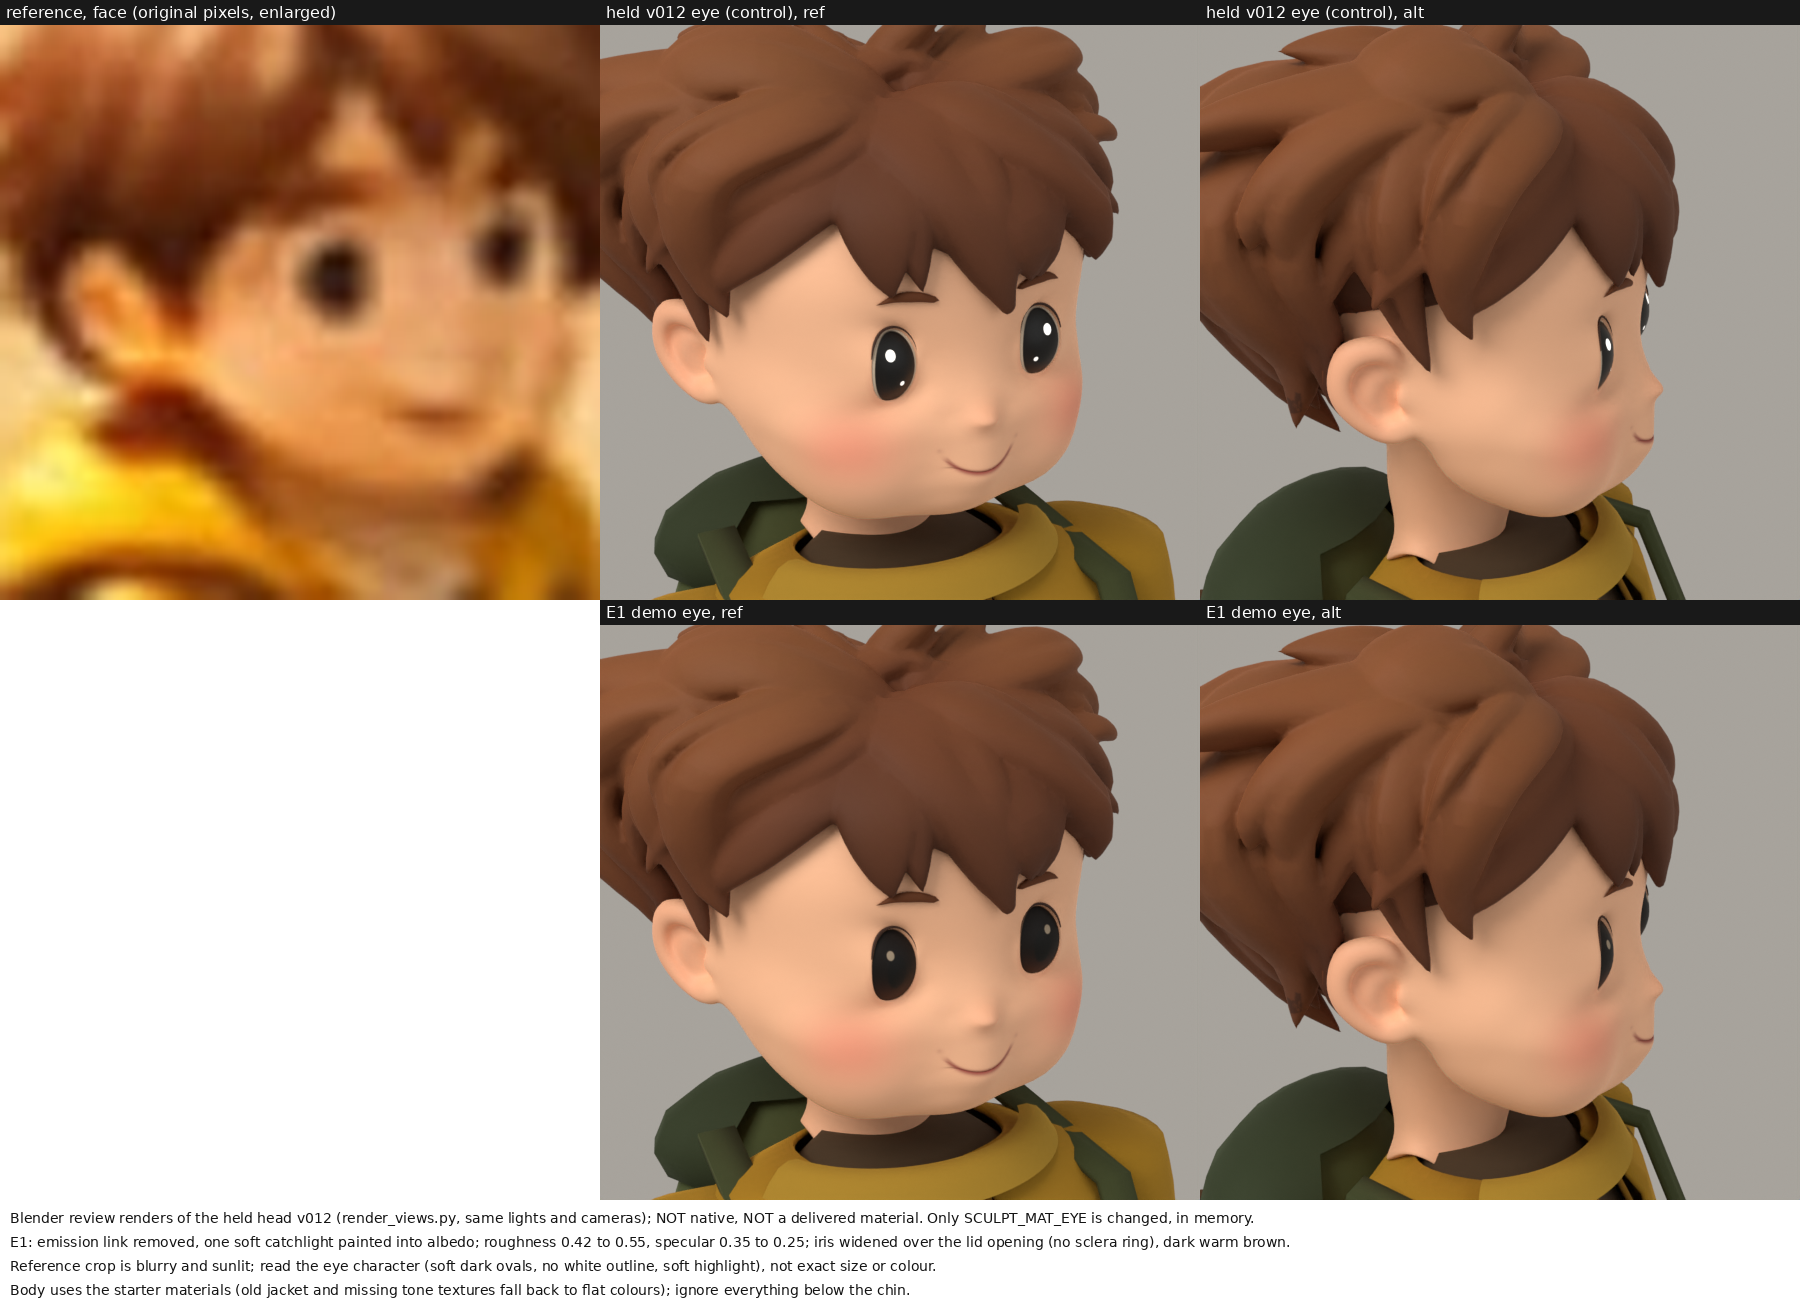 reference, face (original pixels, enlarged)
held v012 eye (control), ref
held v012 eye (control), alt
E1 demo eye, ref
E1 demo eye, alt
Blender review renders of the held head v012 (render_views.py, same lights and cameras); NOT native, NOT a delivered material. Only SCULPT_MAT_EYE is changed, in memory.
E1: emission link removed, one soft catchlight painted into albedo; roughness 0.42 to 0.55, specular 0.35 to 0.25; iris widened over the lid opening (no sclera ring), dark warm brown.
Reference crop is blurry and sunlit; read the eye character (soft dark ovals, no white outline, soft highlight), not exact size or colour.
Body uses the starter materials (old jacket and missing tone textures fall back to flat colours); ignore everything below the chin.